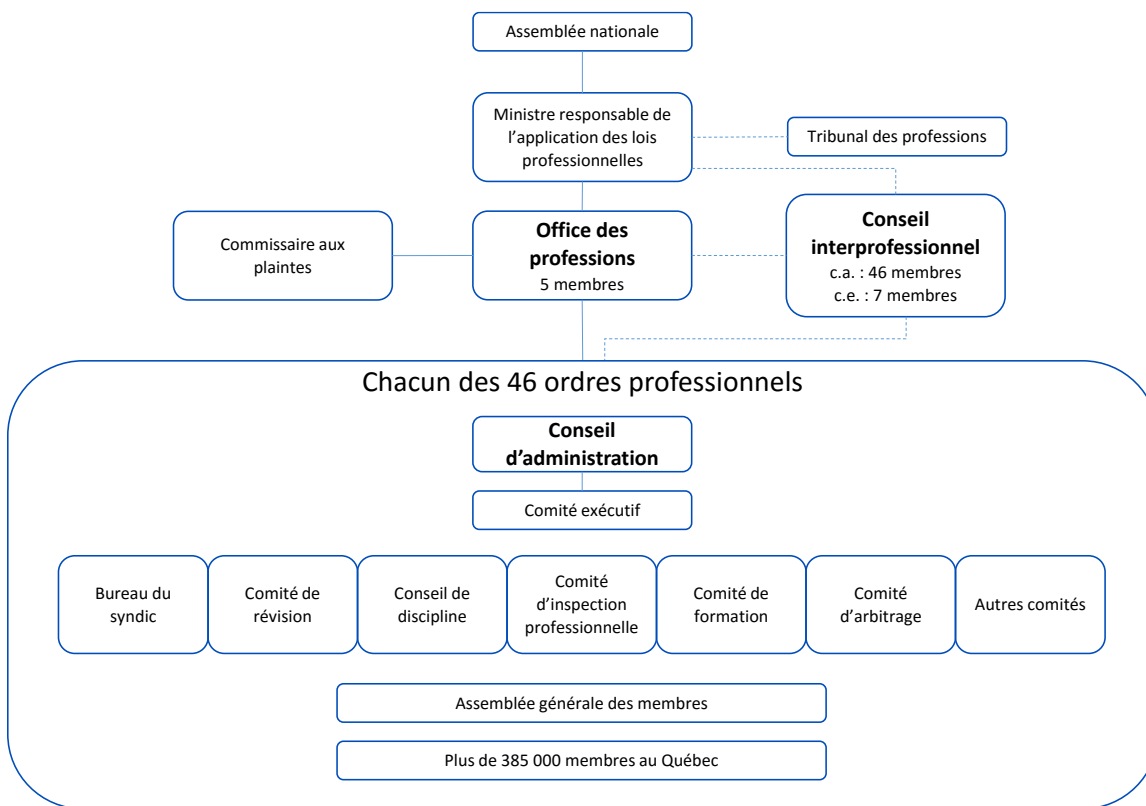 Assemblée nationale
Ministre responsable de
l’application des lois
professionnelles
Tribunal des professions
Commissaire aux
plaintes
Office des
professions
5 membres
Conseil
interprofessionnel
c.a. : 46 membres
c.e. : 7 membres
Chacun des 46 ordres professionnels
Conseil
d’administration
Comité exécutif
Bureau du
syndic
Comité de
révision
Conseil de
discipline
Comité
d’inspection
professionnelle
Comité de
formation
Comité
d’arbitrage
Autres comités
Assemblée générale des membres
Plus de 385 000 membres au Québec